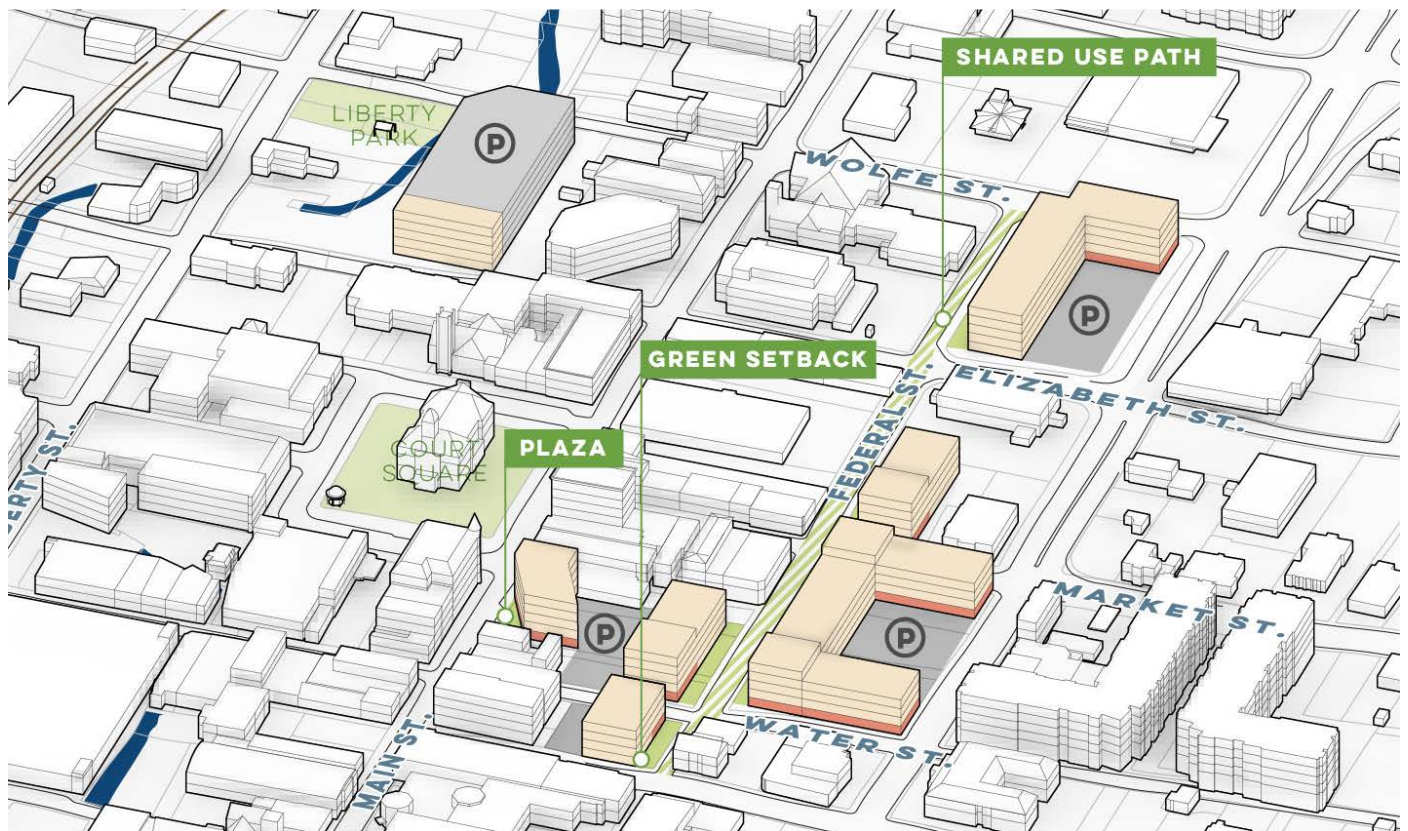 SHARED USE PATH
LIBERTY
PARK
P
WOLFE ST.
P
GREEN SETBACK
ELIZABETH ST.
FEDERAL ST.
COURT
SQUARE
PLAZA
ERTY ST.
MARKET ST.
P
P
WATER ST.
MAIN ST.